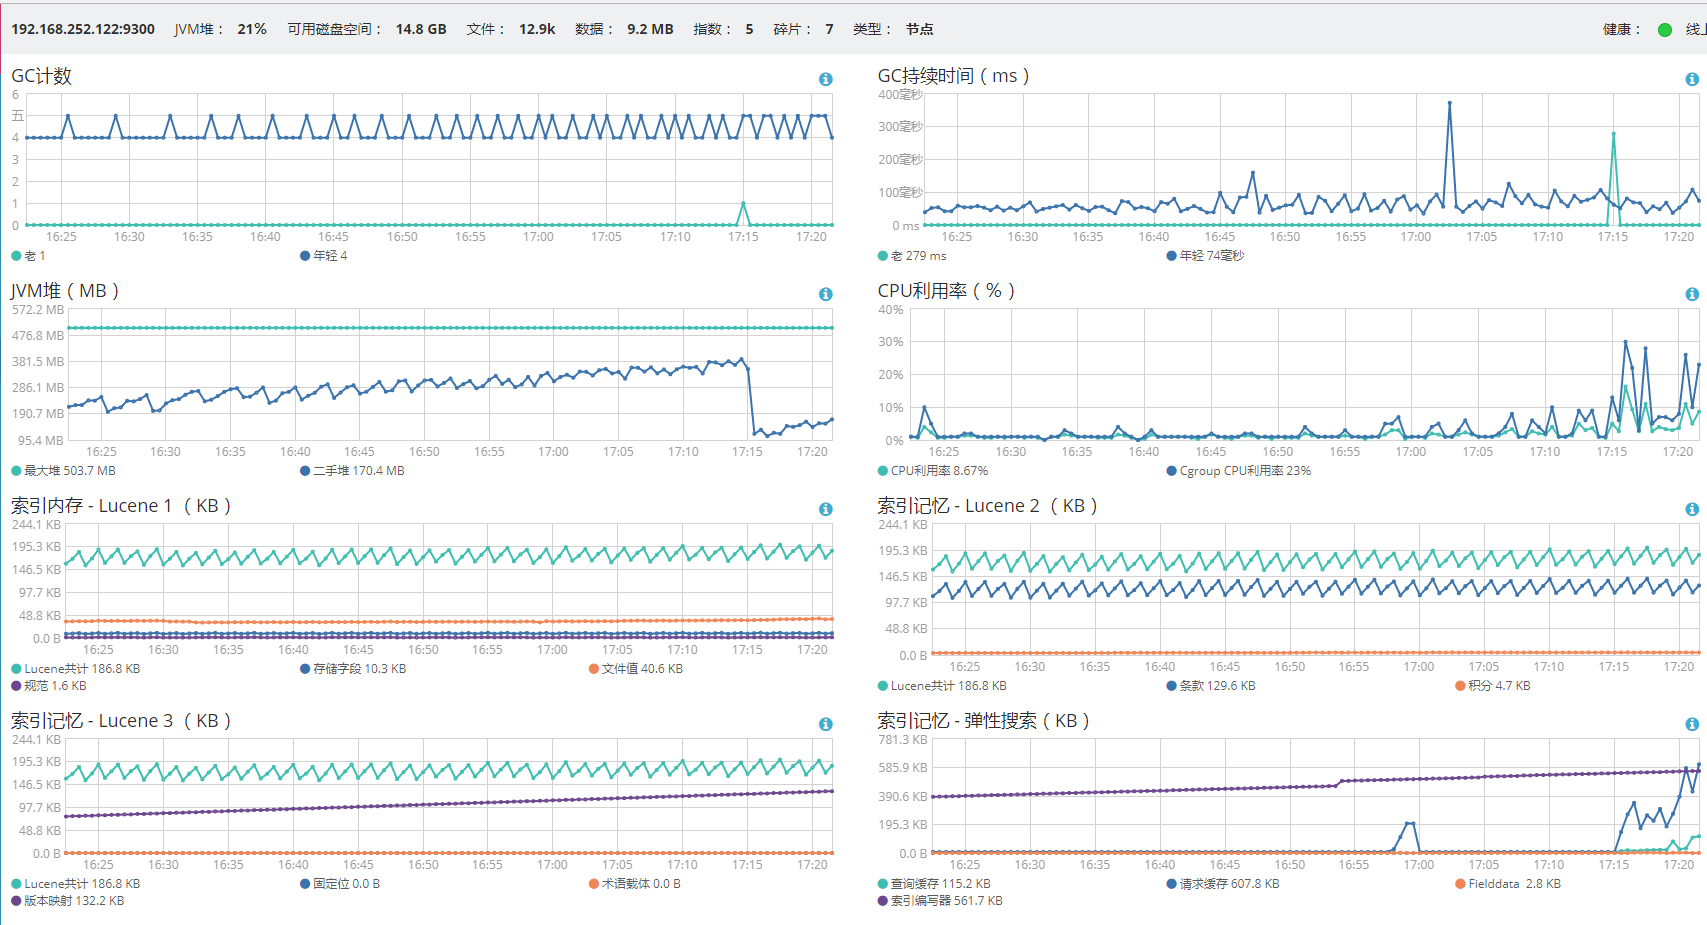 192.168.252.122:9300 JVM堆： 21% 可用磁盘空间： 14.8 GB 文件： 12.9k 数据： 9.2 MB 指数： 5 碎片： 7 类型： 节点 健康： 线上
GC计数
6
五
4
3
2
1
0
16:25 16:30 16:35 16:40 16:45 16:50 16:55 17:00 17:05 17:10 17:15 17:20
老 1 年轻 4
GC持续时间（ms）
400毫秒
300毫秒
200毫秒
100毫秒
0 ms
16:25 16:30 16:35 16:40 16:45 16:50 16:55 17:00 17:05 17:10 17:15 17:20
老 279 ms 年轻 74毫秒
JVM堆（MB）
572.2 MB
476.8 MB
381.5 MB
286.1 MB
190.7 MB
95.4 MB
16:25 16:30 16:35 16:40 16:45 16:50 16:55 17:00 17:05 17:10 17:15 17:20
最大堆 503.7 MB 二手堆 170.4 MB
CPU利用率（％）
40%
30%
20%
10%
0%
16:25 16:30 16:35 16:40 16:45 16:50 16:55 17:00 17:05 17:10 17:15 17:20
CPU利用率 8.67% Cgroup CPU利用率 23%
索引内存 - Lucene 1 （KB）
244.1 KB
195.3 KB
146.5 KB
97.7 KB
48.8 KB
0.0 B
16:25 16:30 16:35 16:40 16:45 16:50 16:55 17:00 17:05 17:10 17:15 17:20
Lucene共计 186.8 KB 存储字段 10.3 KB 文件值 40.6 KB
规范 1.6 KB
索引记忆 - Lucene 2 （KB）
244.1 KB
195.3 KB
146.5 KB
97.7 KB
48.8 KB
0.0 B
16:25 16:30 16:35 16:40 16:45 16:50 16:55 17:00 17:05 17:10 17:15 17:20
Lucene共计 186.8 KB 条款 129.6 KB 积分 4.7 KB
索引记忆 - Lucene 3 （KB）
244.1 KB
195.3 KB
146.5 KB
97.7 KB
48.8 KB
0.0 B
16:25 16:30 16:35 16:40 16:45 16:50 16:55 17:00 17:05 17:10 17:15 17:20
Lucene共计 186.8 KB 固定位 0.0 B 术语载体 0.0 B
版本映射 132.2 KB
索引记忆 - 弹性搜索（KB）
781.3 KB
585.9 KB
390.6 KB
195.3 KB
0.0 B
16:25 16:30 16:35 16:40 16:45 16:50 16:55 17:00 17:05 17:10 17:15 17:20
查询缓存 115.2 KB 请求缓存 607.8 KB Fielddata 2.8 KB
索引编写器 561.7 KB